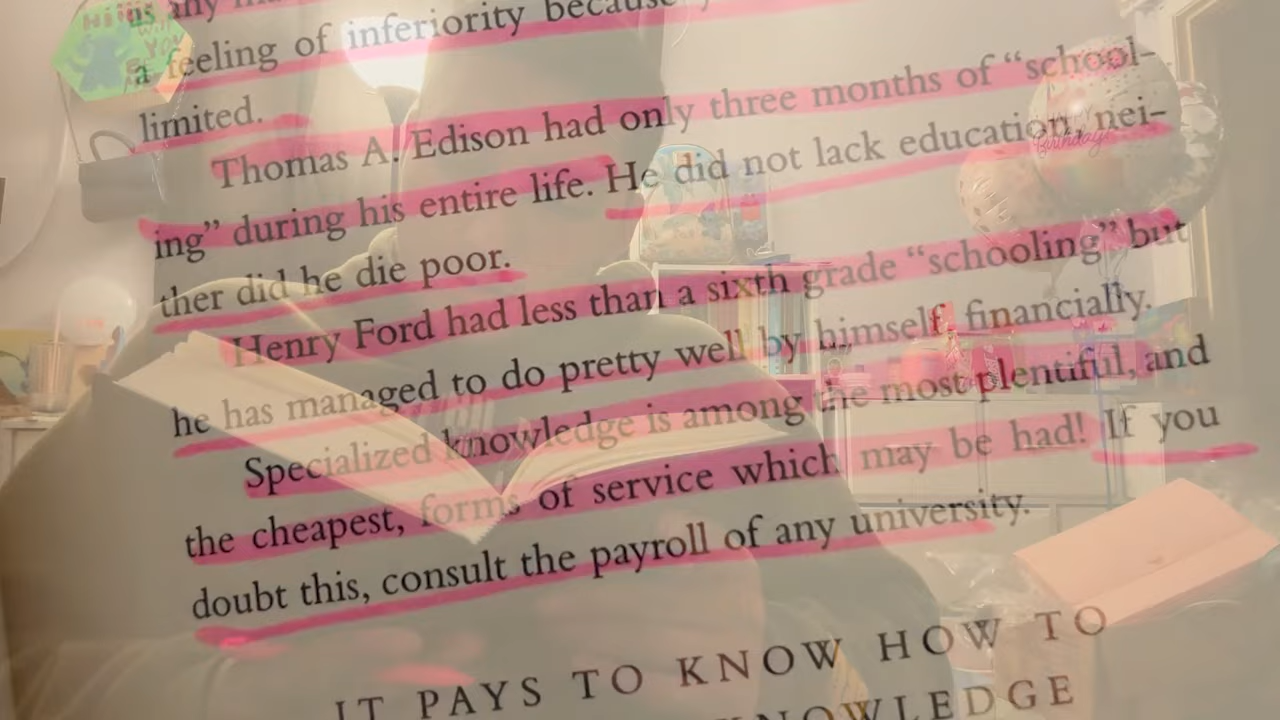 any
a feeling of inferiority because
limited.
Thomas A. Edison had only three months of “school-
ing” during his entire life. He did not lack education, nei-
ther did he die poor.
Henry Ford had less than a sixth grade “schooling” but
he has managed to do pretty well by himself, financially.
Specialized knowledge is among the most plentiful, and
the cheapest, forms of service which may be had! If you
doubt this, consult the payroll of any university.
IT PAYS TO KNOW HOW TO
KNOWLEDGE
Birthday!